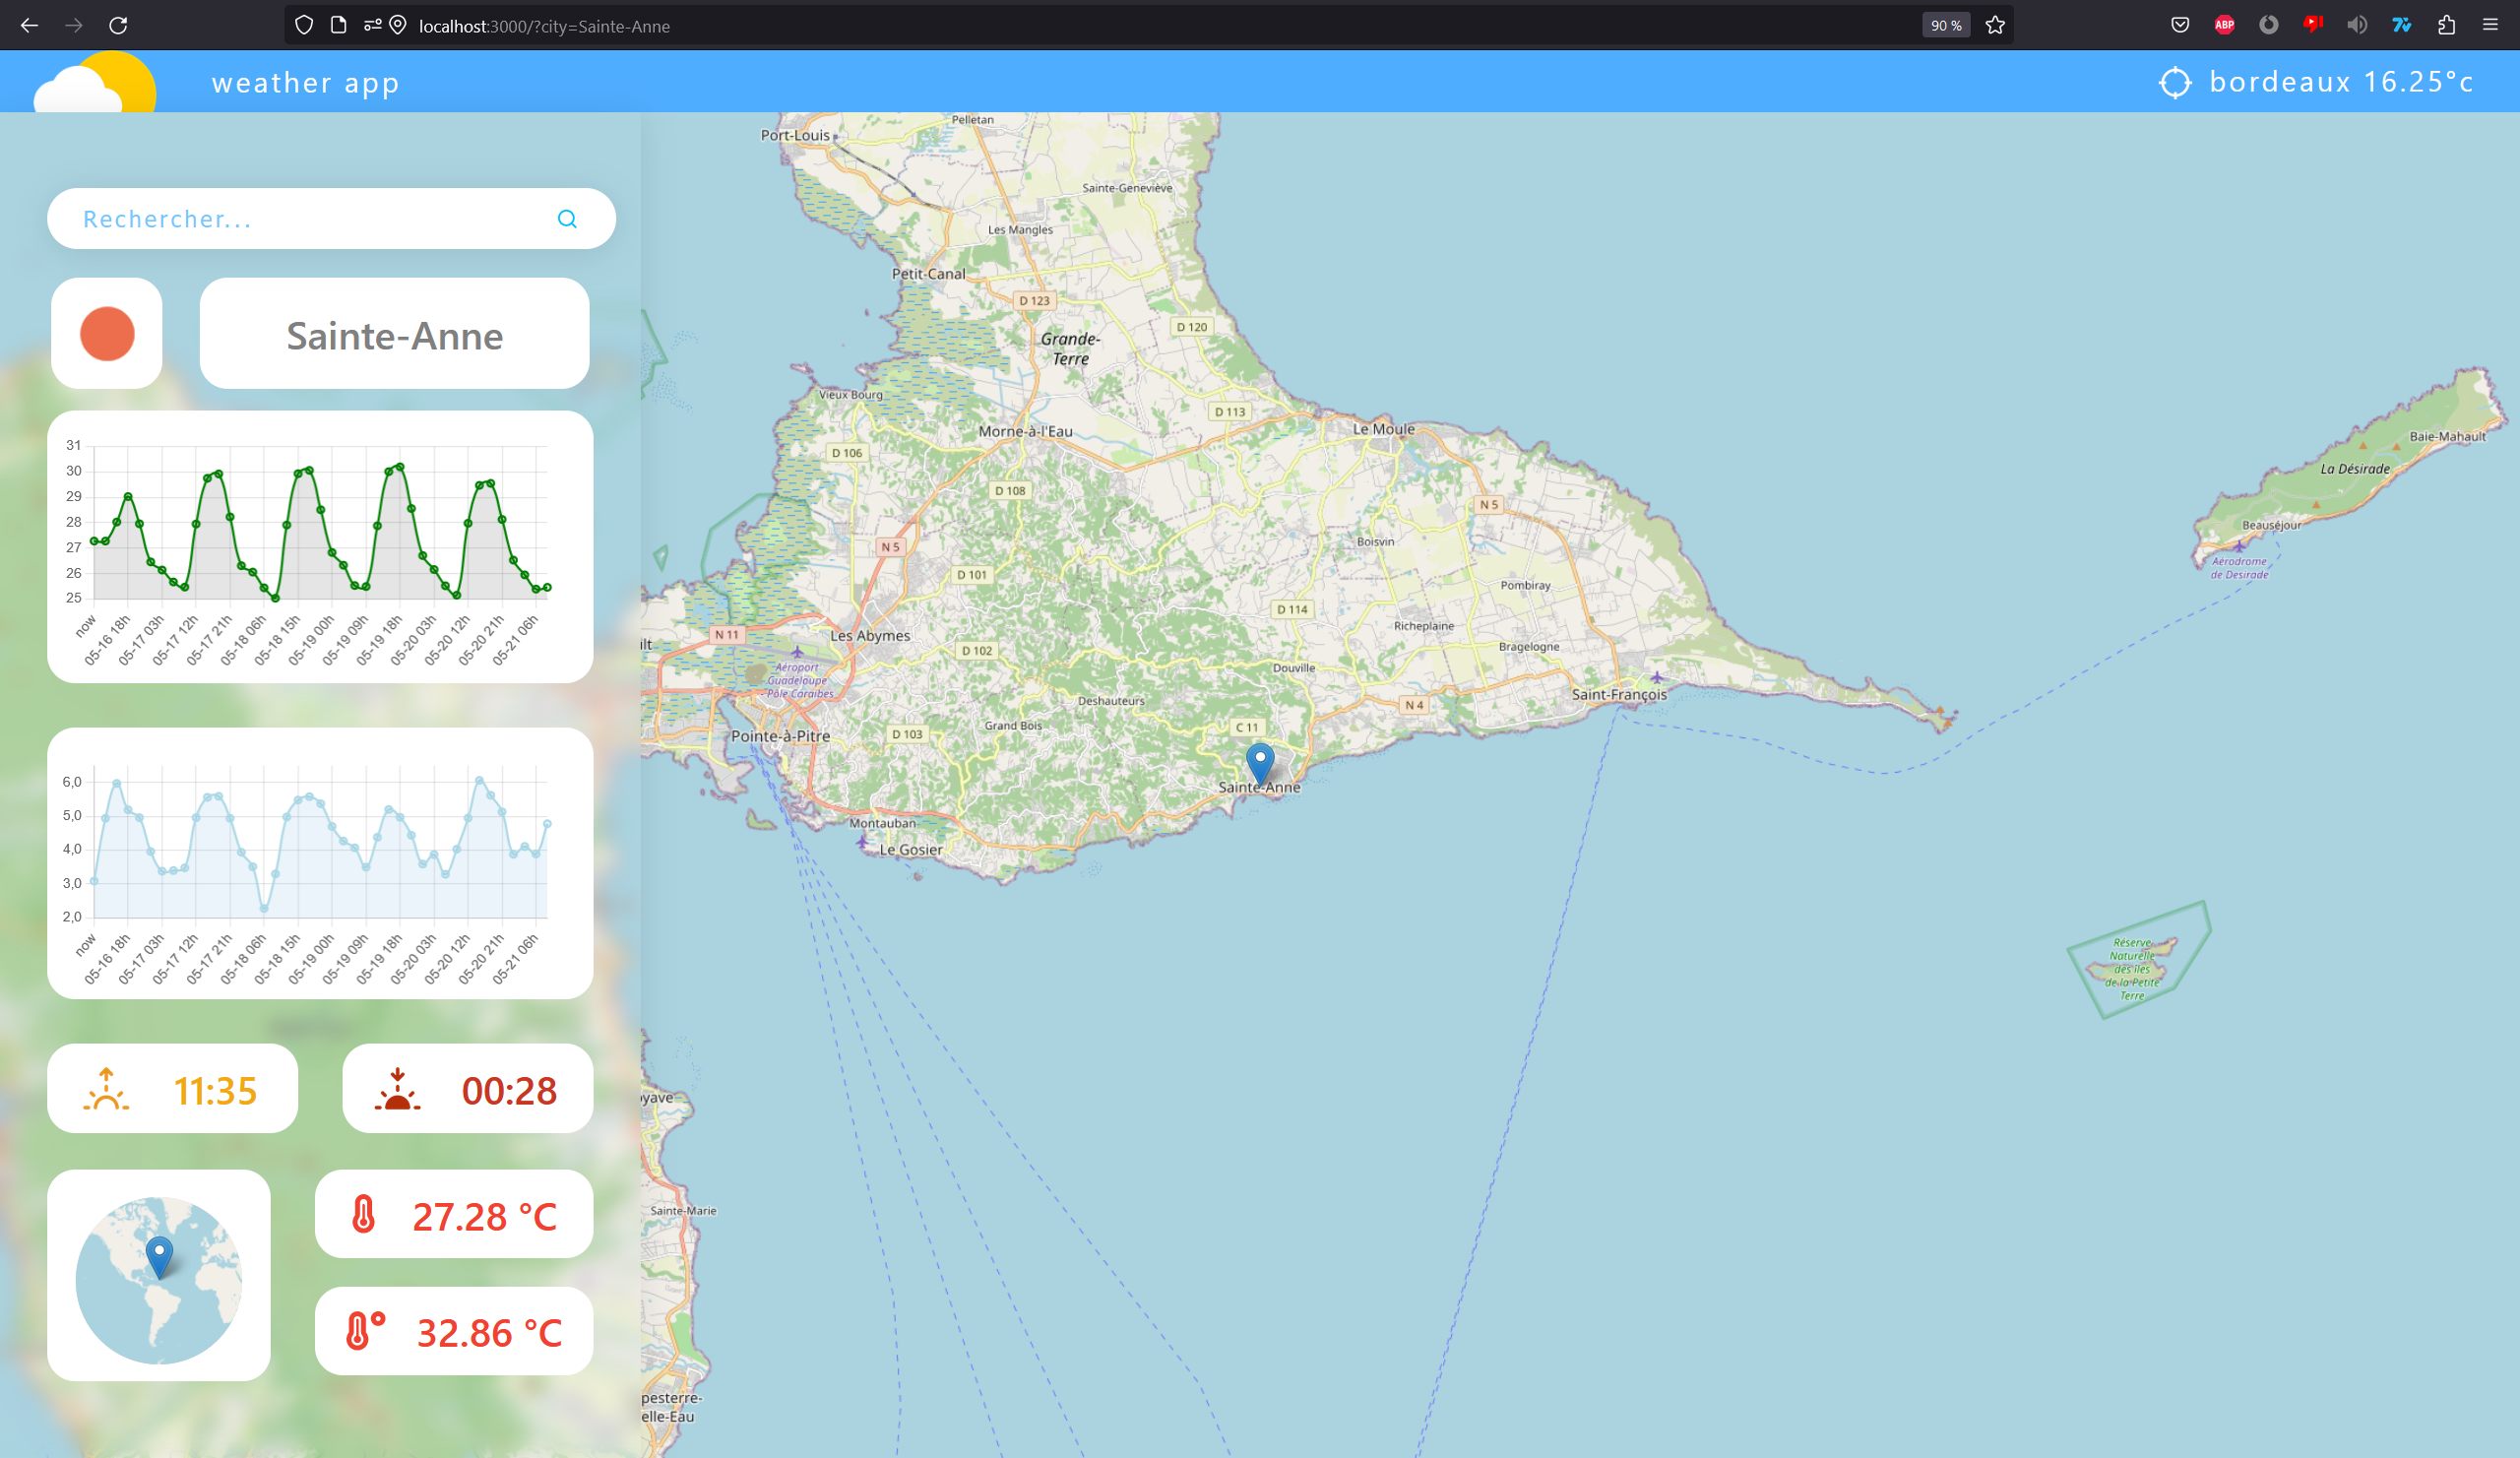 localhost:3000/?city=Sainte-Anne
90 %
ABP
weather app
bordeaux 16.25°c
Rechercher...
Sainte-Anne
31
30
29
28
27
26
25
now
05-16 18h
05-17 03h
05-17 12h
05-17 21h
05-18 06h
05-18 15h
05-19 00h
05-19 09h
05-19 18h
05-20 03h
05-20 12h
05-20 21h
05-21 06h
6,0
5,0
4,0
3,0
2,0
now
05-16 18h
05-17 03h
05-17 12h
05-17 21h
05-18 06h
05-18 15h
05-19 00h
05-19 09h
05-19 18h
05-20 03h
05-20 12h
05-20 21h
05-21 06h
11:35
00:28
27.28 °C
32.86 °C
Pelletan
Port-Louis
Sainte-Geneviève
Les Mangles
Petit-Canal
D 123
D 120
Grande-
Terre
Vieux Bourg
D 113
Morne-à-l'Eau
Le Moule
D 106
D 108
N 5
Baie-Mahault
La Désirade
Beauséjour
Aérodrome
de Desirade
N 5
Boisvin
D 101
Pombiray
D 114
Richeplaine
N 11
Les Abymes
ilt
D 102
Bragelogne
Aéroport
Guadeloupe
- Pôle Caraïbes
Douville
Saint-François
Deshauteurs
N 4
Grand Bois
C 11
D 103
Pointe-à-Pitre
Sainte-Anne
Montauban
Le Gosier
Réserve
Naturelle
des îles
de la Petite
Terre
oyave
Sainte-Marie
pesterre-
elle-Eau